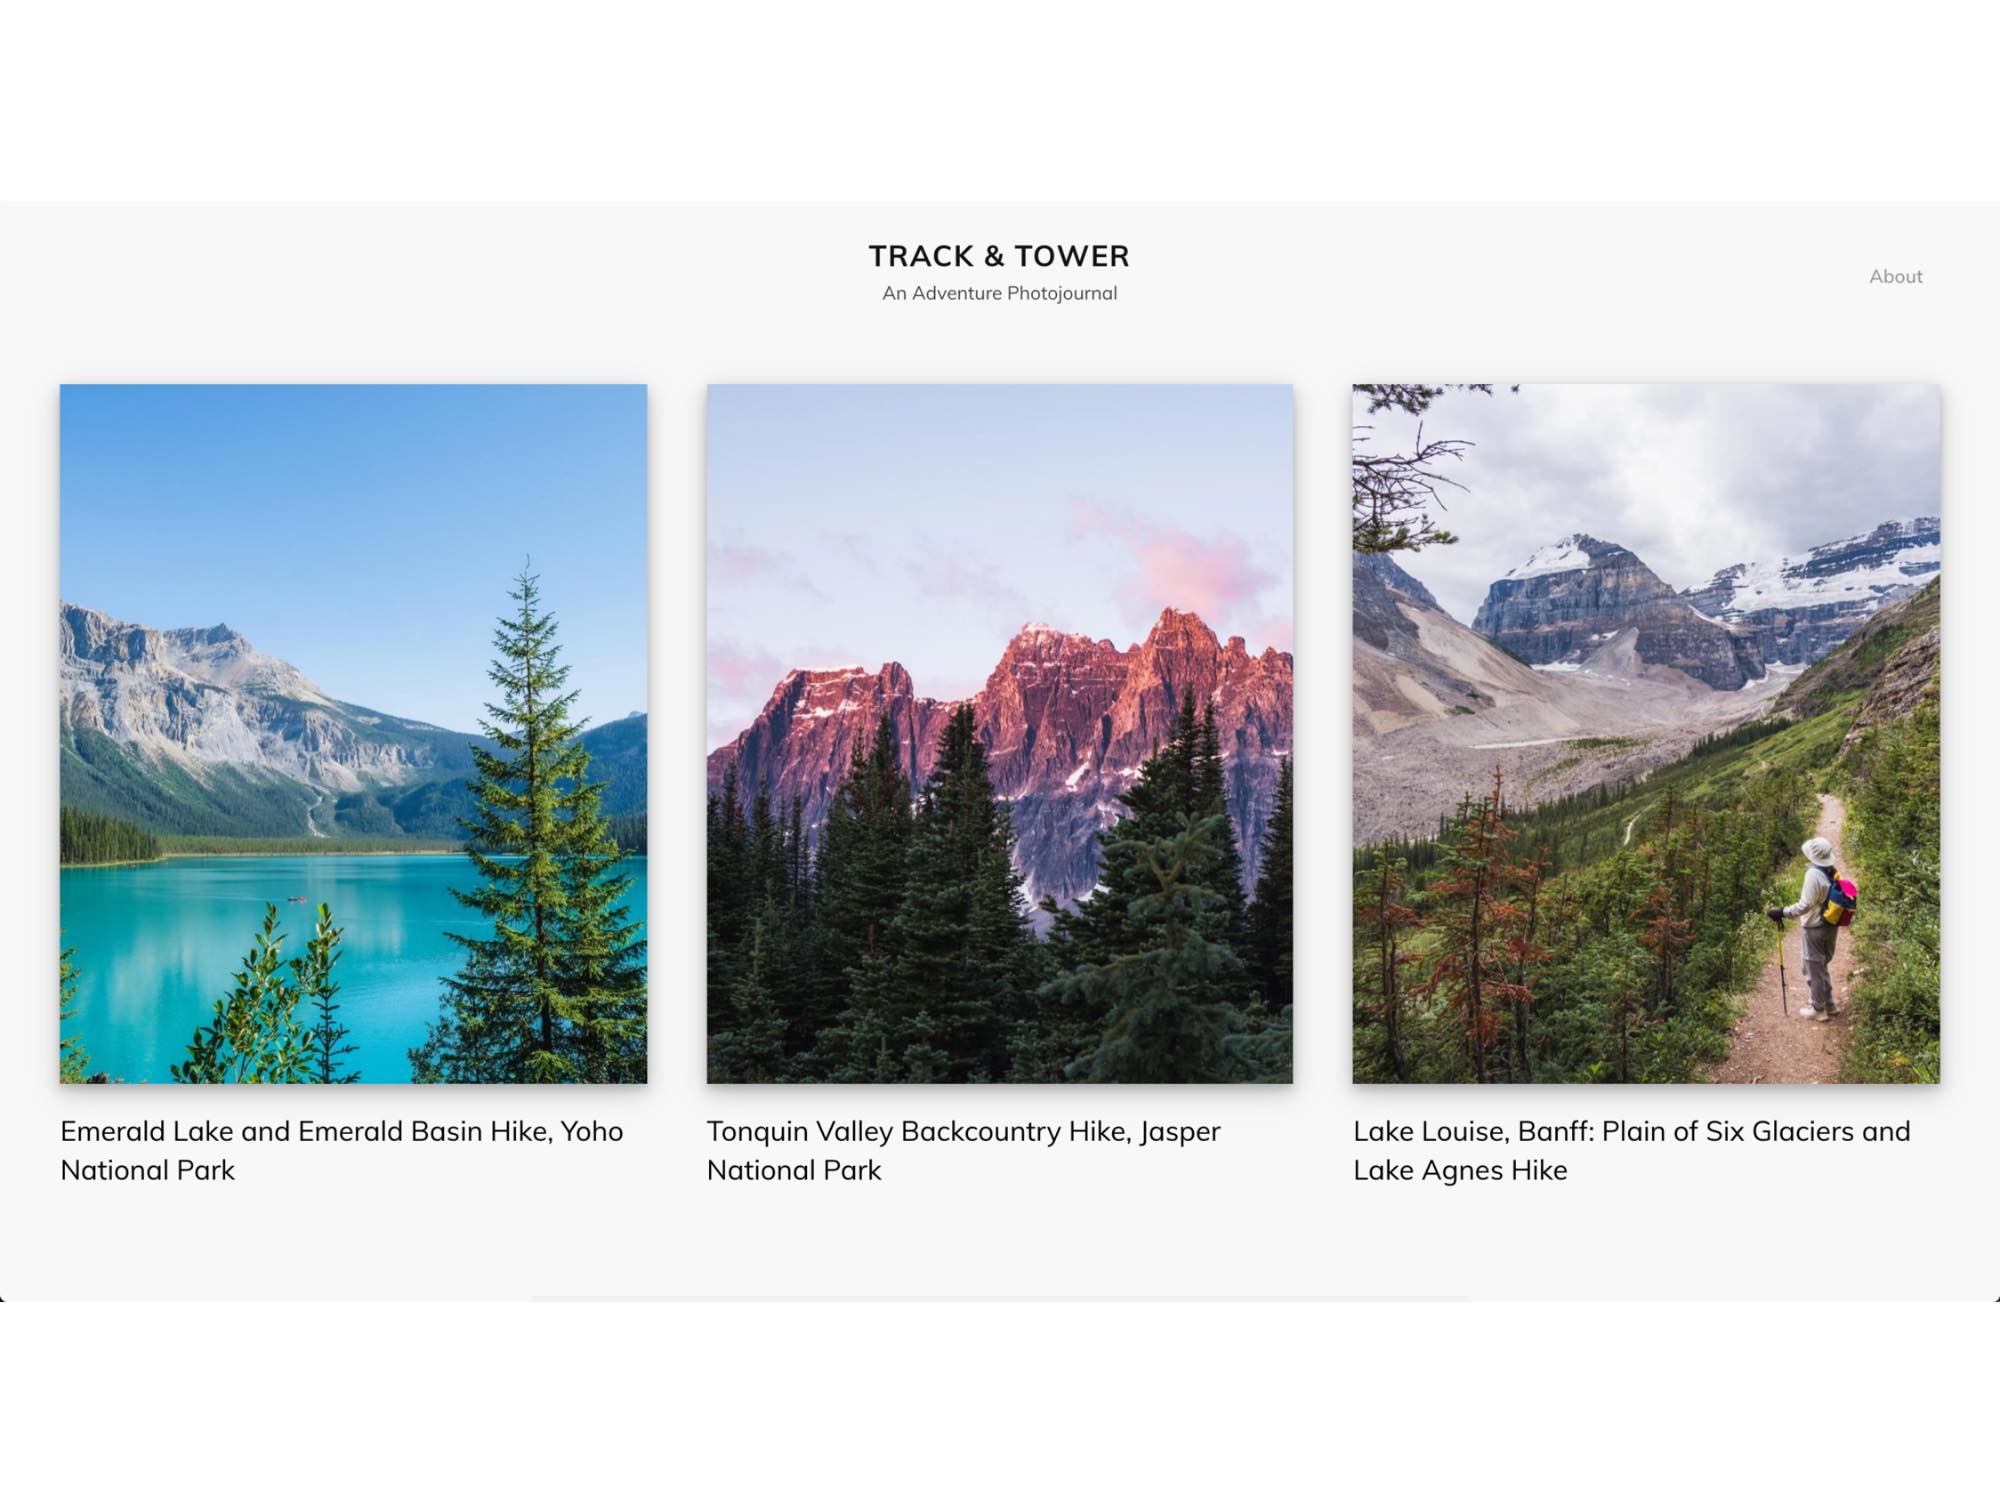 TRACK & TOWER
An Adventure Photojournal
About
Emerald Lake and Emerald Basin Hike, Yoho
National Park
Tonquin Valley Backcountry Hike, Jasper
National Park
Lake Louise, Banff: Plain of Six Glaciers and
Lake Agnes Hike